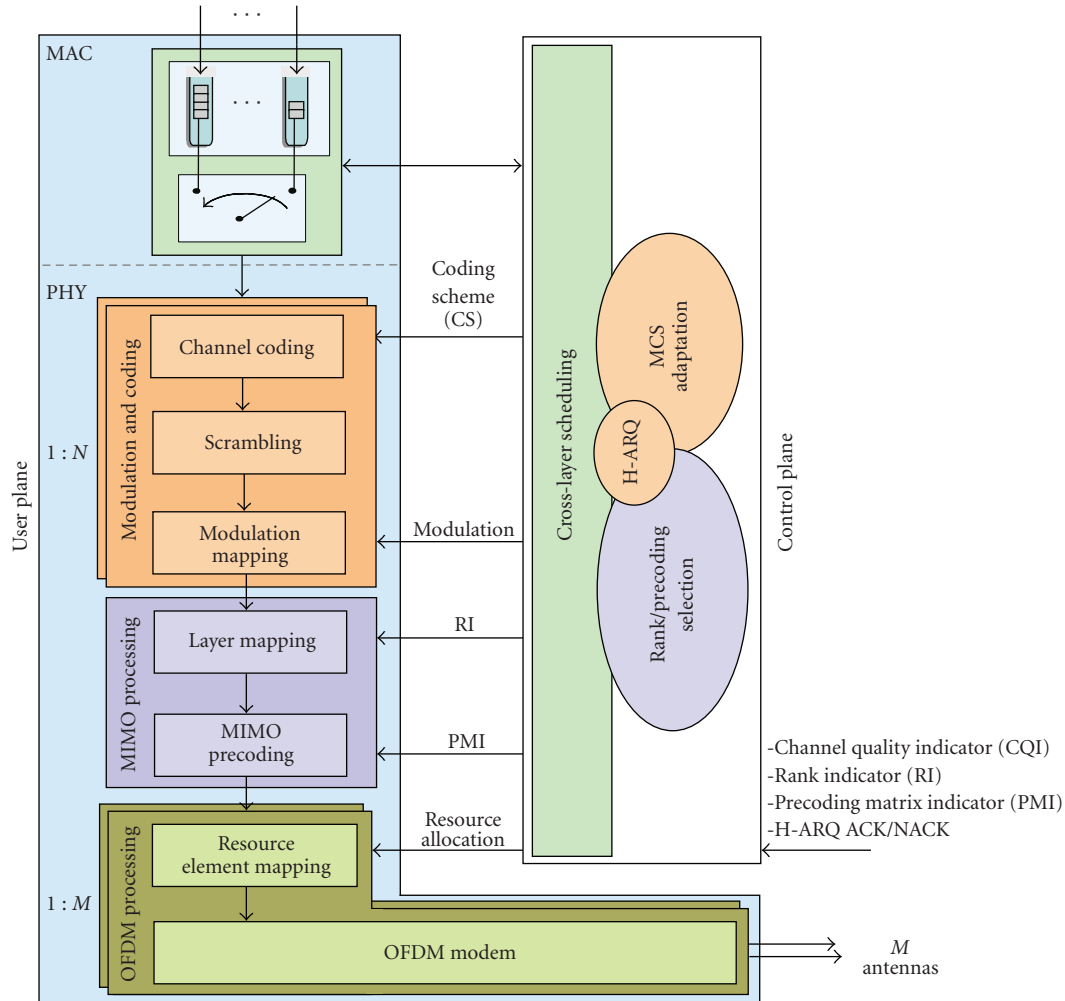 . . .
MAC
. . .
PHY
Coding
scheme
(CS)
Channel coding
Scrambling
Modulation
mapping
Modulation and coding
1 : N
User plane
Modulation
Layer mapping
RI
MIMO
precoding
PMI
MIMO processing
Resource
allocation
Resource
element mapping
OFDM processing
1 : M
OFDM modem
M
antennas
Cross-layer scheduling
MCS
adaptation
H-ARQ
Rank/precoding
selection
Control plane
-Channel quality indicator (CQI)
-Rank indicator (RI)
-Precoding matrix indicator (PMI)
-H-ARQ ACK/NACK